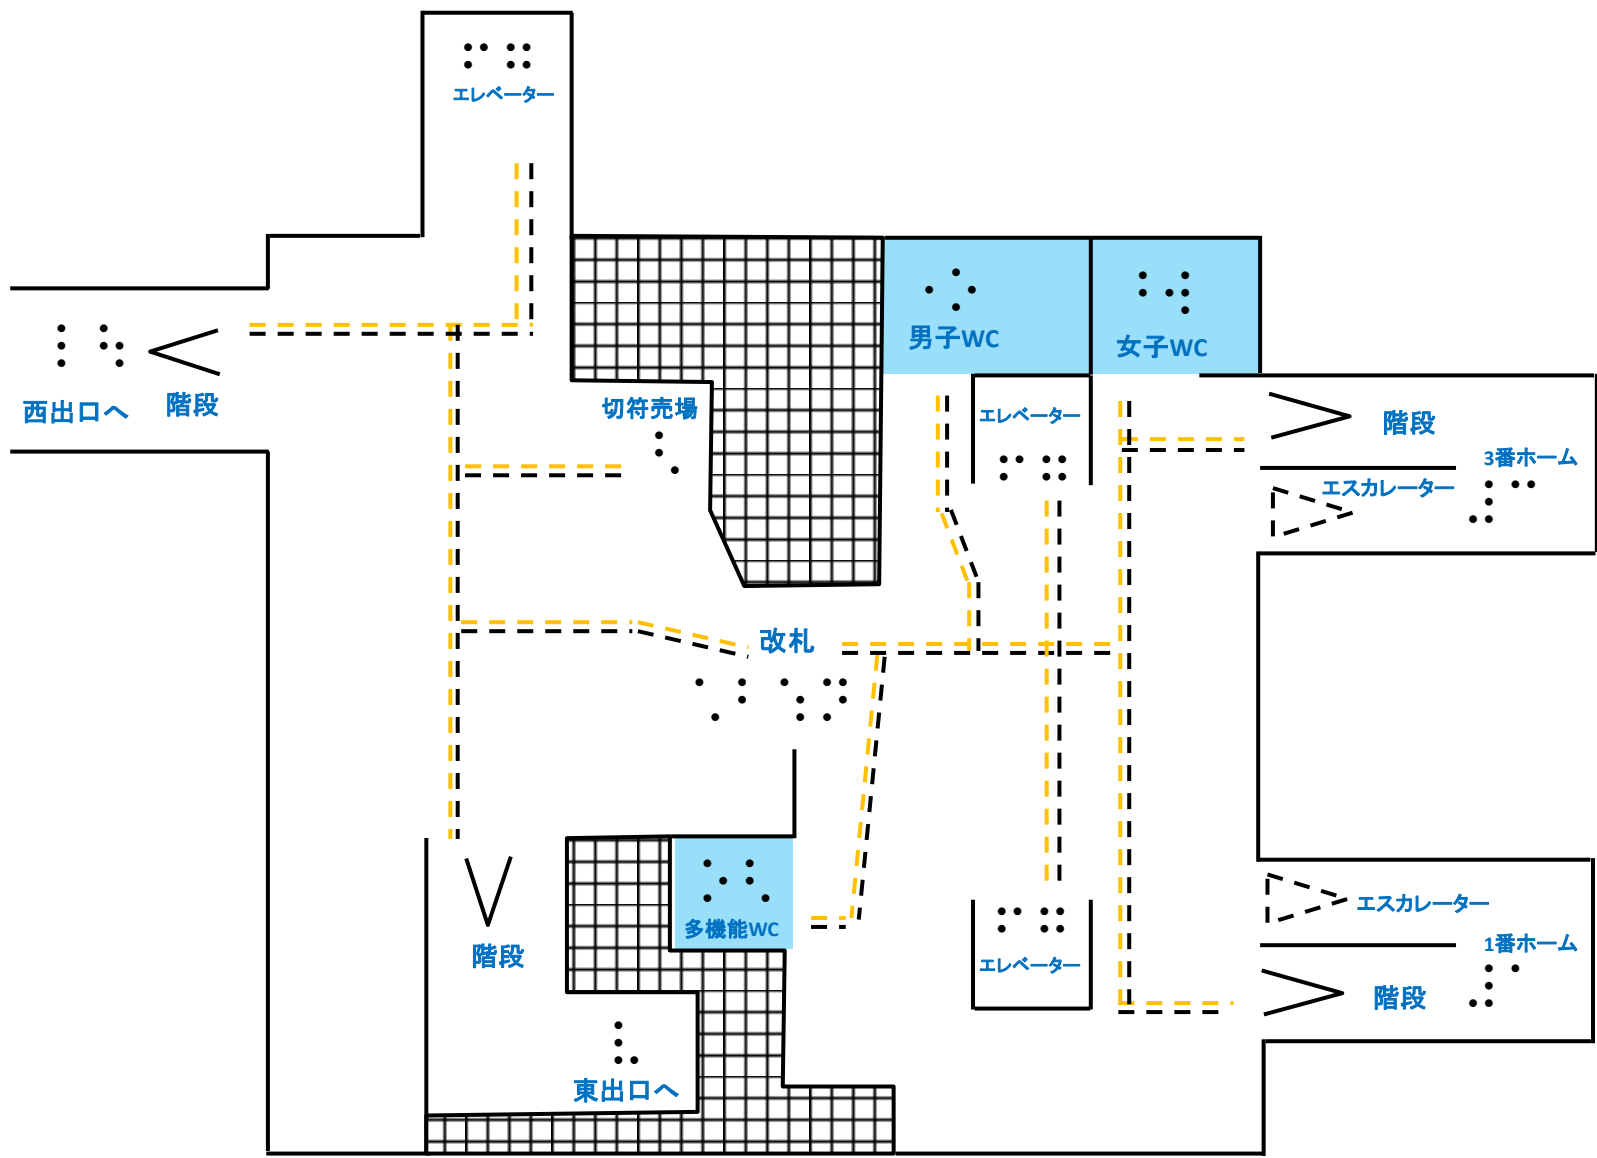 エレベーター
男子WC
女子WC
西出口へ
階段
切符売場
エレベーター
階段
3番ホーム
エスカレーター
改札
多機能WC
階段
エレベーター
エスカレーター
1番ホーム
階段
東出口へ